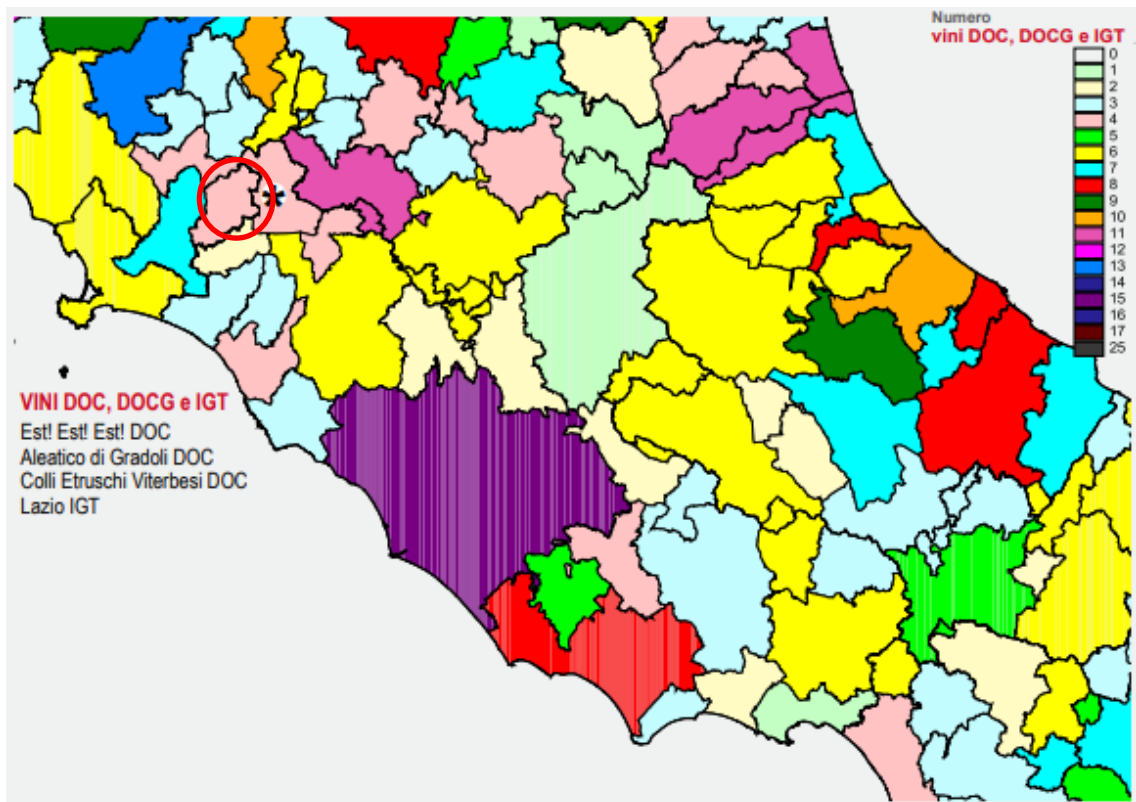 Numero
vini DOC, DOCG e IGT
0
1
2
3
4
5
6
7
8
9
10
11
12
13
14
15
16
17
25
VINI DOC, DOCG e IGT
Est! Est! Est! DOC
Aleatico di Gradoli DOC
Colli Etruschi Viterbesi DOC
Lazio IGT